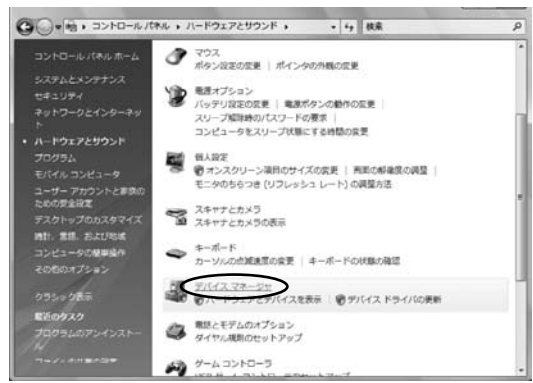 コントロール パネル ▸ ハードウェアとサウンド ▸
検索
コントロール パネル ホーム
システムとメンテナンス
セキュリティ
ネットワークとインターネッ
ト
• ハードウェアとサウンド
プログラム
モバイル コンピュータ
ユーザー アカウントと家族の
ための安全設定
デスクトップのカスタマイズ
時計、言語、および地域
コンピュータの簡単操作
その他のオプション
クラシック表示
最近のタスク
プログラムのアンインストー
ル
マウス
ボタン設定の変更 | ポインタの外観の変更
電源オプション
バッテリ設定の変更 | 電源ボタンの動作の変更 |
スリープ解除時のパスワードの要求 |
コンピュータをスリープ状態にする時間の変更
個人設定
オンスクリーン項目のサイズの変更 | 画面の解像度の調整 |
モニタのちらつき (リフレッシュ レート) の調整方法
スキャナとカメラ
スキャナとカメラの表示
キーボード
カーソルの点滅速度の変更 | キーボードの状態の確認
デバイス マネージャ
ハードウェアとデバイスを表示 | デバイス ドライバの更新
電話とモデムのオプション
ダイヤル規則のセットアップ
ゲーム コントローラ